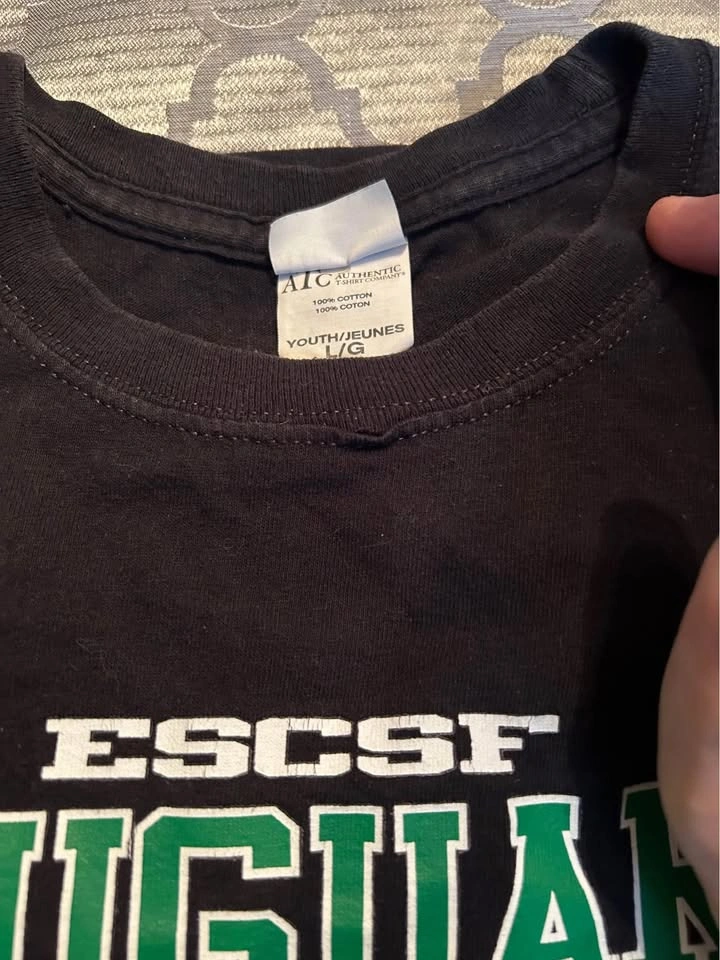 ATC AUTHENTIC
T-SHIRT COMPANY®
100% COTTON
100% COTON
YOUTH/JEUNES
L/G
ESCSF